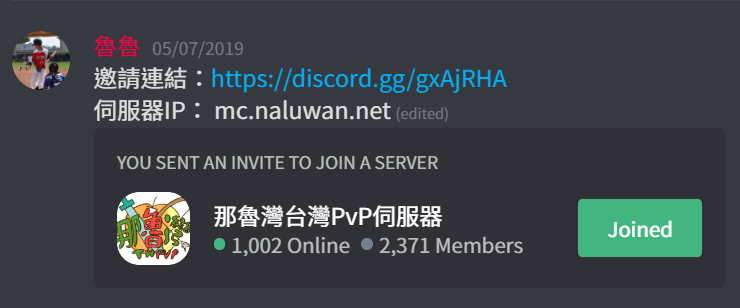 魯魯 05/07/2019
邀請連結：https://discord.gg/gxAjRHA
伺服器IP： mc.naluwan.net (edited)
YOU SENT AN INVITE TO JOIN A SERVER
那魯灣台灣PvP伺服器
1,002 Online 2,371 Members
Joined